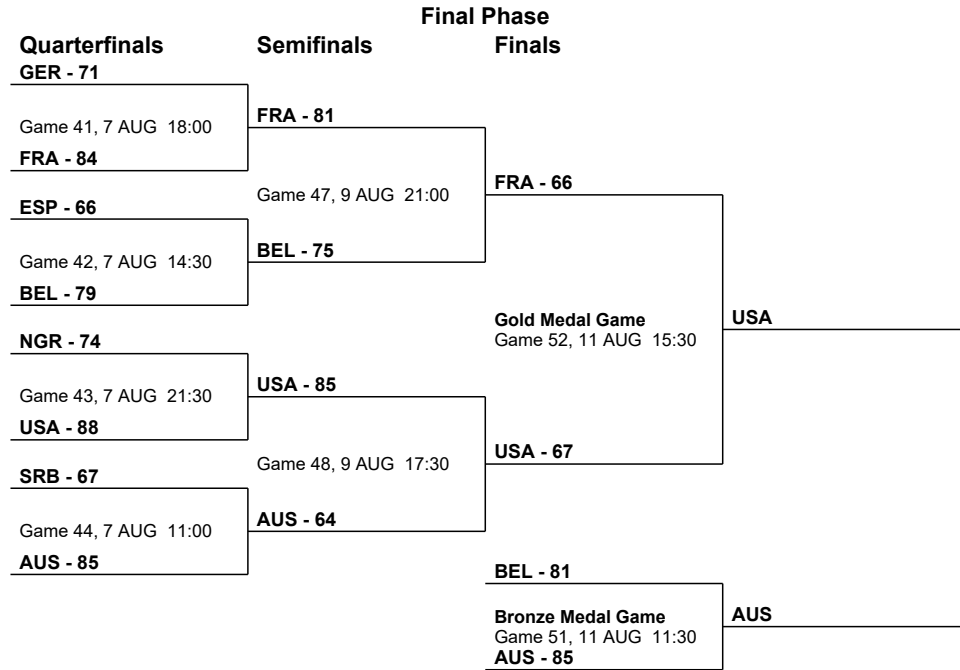 Final Phase
Quarterfinals
Semifinals
Finals
GER - 71
Game 41, 7 AUG 18:00
FRA - 84
ESP - 66
Game 42, 7 AUG 14:30
BEL - 79
NGR - 74
Game 43, 7 AUG 21:30
USA - 88
SRB - 67
Game 44, 7 AUG 11:00
AUS - 85
FRA - 81
Game 47, 9 AUG 21:00
BEL - 75
USA - 85
Game 48, 9 AUG 17:30
AUS - 64
FRA - 66
Gold Medal Game
Game 52, 11 AUG 15:30
USA - 67
USA
BEL - 81
Bronze Medal Game
Game 51, 11 AUG 11:30
AUS - 85
AUS